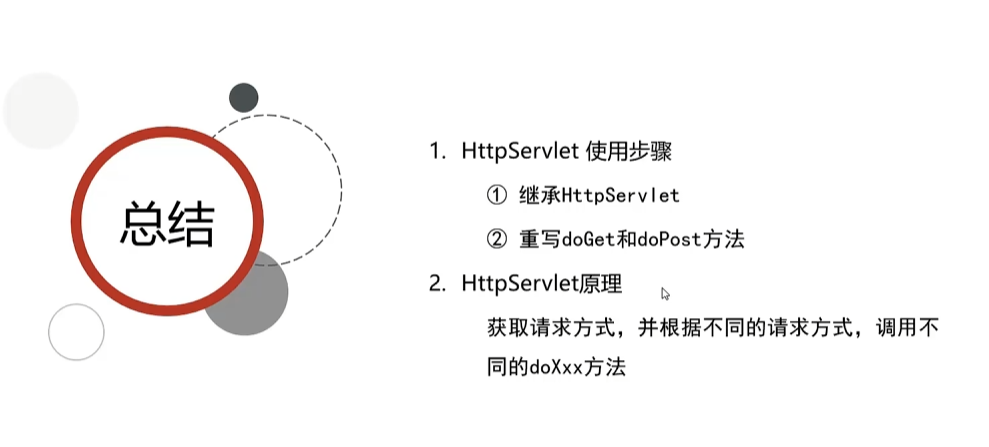 总结
1. HttpServlet 使用步骤
① 继承HttpServlet
② 重写doGet和doPost方法
2. HttpServlet原理
获取请求方式，并根据不同的请求方式，调用不
同的doXxx方法